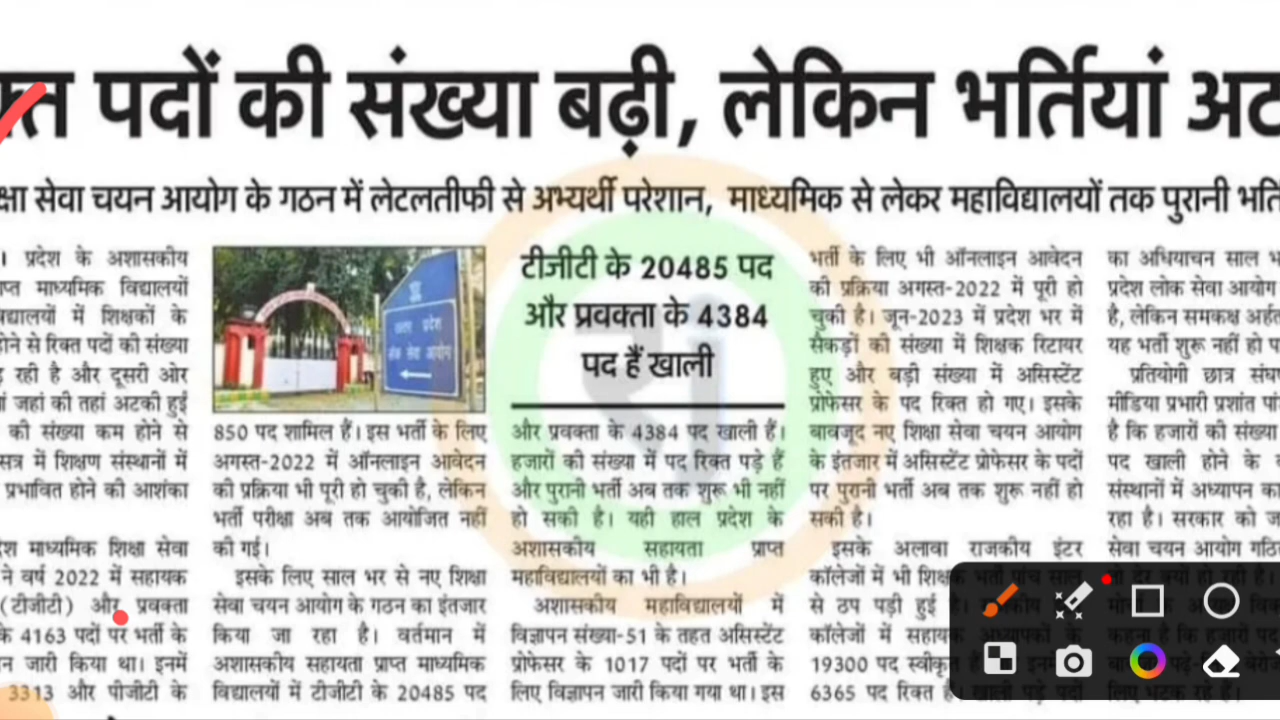 पदों की संख्या बढ़ी, लेकिन भर्तियां
सेवा चयन आयोग के गठन में लेटलतीफी से अभ्यर्थी परेशान, माध्यमिक से लेकर महाविद्यालयों तक पुरानी
प्रदेश के अशासकीय
माध्यमिक विद्यालयों
में शिक्षकों के
से रिक्त पदों की संख्या
रही है और दूसरी ओर
जहां की तहां अटकी हुई
की संख्या कम होने से
में शिक्षण संस्थानों में
प्रभावित होने की आशंका
माध्यमिक शिक्षा सेवा
ने वर्ष 2022 में सहायक
(टीजीटी) और प्रवक्ता
के 4163 पदों पर भर्ती के
जारी किया था। इनमें
3313 और पीजीटी के
850 पद शामिल हैं। इस भर्ती के लिए
अगस्त-2022 में ऑनलाइन आवेदन
की प्रक्रिया भी पूरी हो चुकी है, लेकिन
भर्ती परीक्षा अब तक आयोजित नहीं
की गई।
इसके लिए साल भर से नए शिक्षा
सेवा चयन आयोग के गठन का इंतजार
किया जा रहा है। वर्तमान में
अशासकीय सहायता प्राप्त माध्यमिक
विद्यालयों में टीजीटी के 20485 पद
टीजीटी के 20485 पद
और प्रवक्ता के 4384
पद हैं खाली
और प्रवक्ता के 4384 पद खाली हैं।
हजारों की संख्या में पद रिक्त पड़े हैं
और पुरानी भर्ती अब तक शुरू भी नहीं
हो सकी है। यही हाल प्रदेश के
अशासकीय सहायता प्राप्त
महाविद्यालयों का भी है।
अशासकीय महाविद्यालयों में
विज्ञापन संख्या-51 के तहत असिस्टेंट
प्रोफेसर के 1017 पदों पर भर्ती के
लिए विज्ञापन जारी किया गया था। इस
भर्ती के लिए भी ऑनलाइन आवेदन
की प्रक्रिया अगस्त-2022 में पूरी हो
चुकी है। जून-2023 में प्रदेश भर में
सैकड़ों की संख्या में शिक्षक रिटायर
हुए और बड़ी संख्या में असिस्टेंट
प्रोफेसर के पद रिक्त हो गए। इसके
बावजूद नए शिक्षा सेवा चयन आयोग
के इंतजार में असिस्टेंट प्रोफेसर के पदों
पर पुरानी भर्ती अब तक शुरू नहीं हो
सकी है।
इसके अलावा राजकीय इंटर
कॉलेजों में भी शिक्षक भर्ती पांच साल
से ठप पड़ी हुई है।
कॉलेजों में सहायक अध्यापकों के
19300 पद स्वीकृत
6365 पद रिक्त
का अधियाचन साल
प्रदेश लोक सेवा आयोग
है, लेकिन समकक्ष
यह भर्ती शुरू नहीं हो
प्रतियोगी छात्र
मीडिया प्रभारी प्रशांत
है कि हजारों की संख्या
पद खाली होने के
संस्थानों में अध्यापन
रहा है। सरकार को
सेवा चयन आयोग